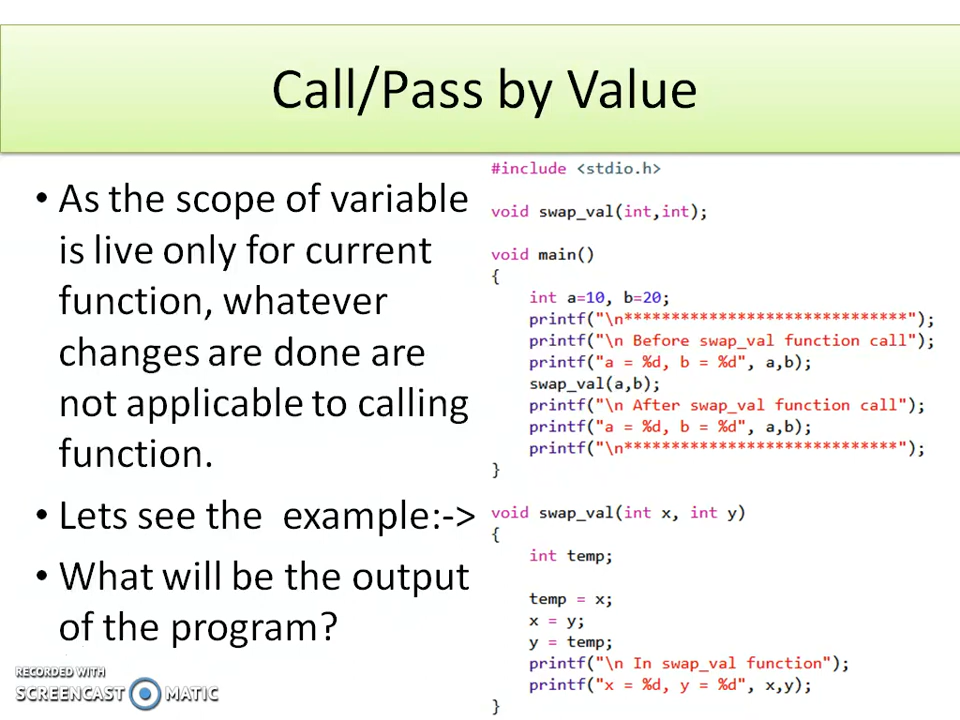 Call/Pass by Value
• As the scope of variable
is live only for current
function, whatever
changes are done are
not applicable to calling
function.
• Lets see the  example:->
• What will be the output
of the program?
#include <stdio.h>
void swap_val(int,int);
void main()
{
int a=10, b=20;
printf("\n******************************");
printf("\n Before swap_val function call");
printf("a = %d, b = %d", a,b);
swap_val(a,b);
printf("\n After swap_val function call");
printf("a = %d, b = %d", a,b);
printf("\n*****************************");
}
void swap_val(int x, int y)
{
int temp;
temp = x;
x = y;
y = temp;
printf("\n In swap_val function");
printf("x = %d, y = %d", x,y);
}
RECORDED WITH
SCREENCAST MATIC